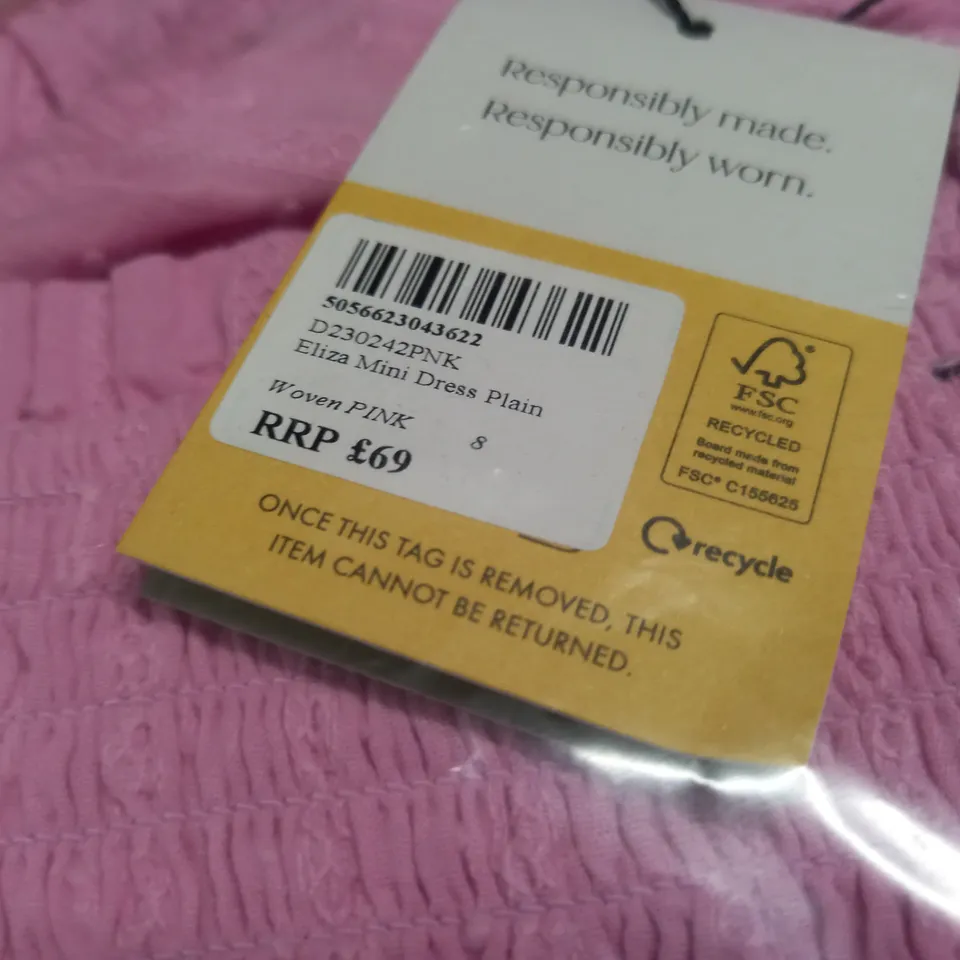 Responsibly made.
Responsibly worn.
5056623043622
D230242PNK
Eliza Mini Dress Plain
Woven PINK 8
RRP £69
FSC®
www.fsc.org
RECYCLED
Board made from
recycled material
FSC® C155625
recycle
ONCE THIS TAG IS REMOVED, THIS
ITEM CANNOT BE RETURNED.